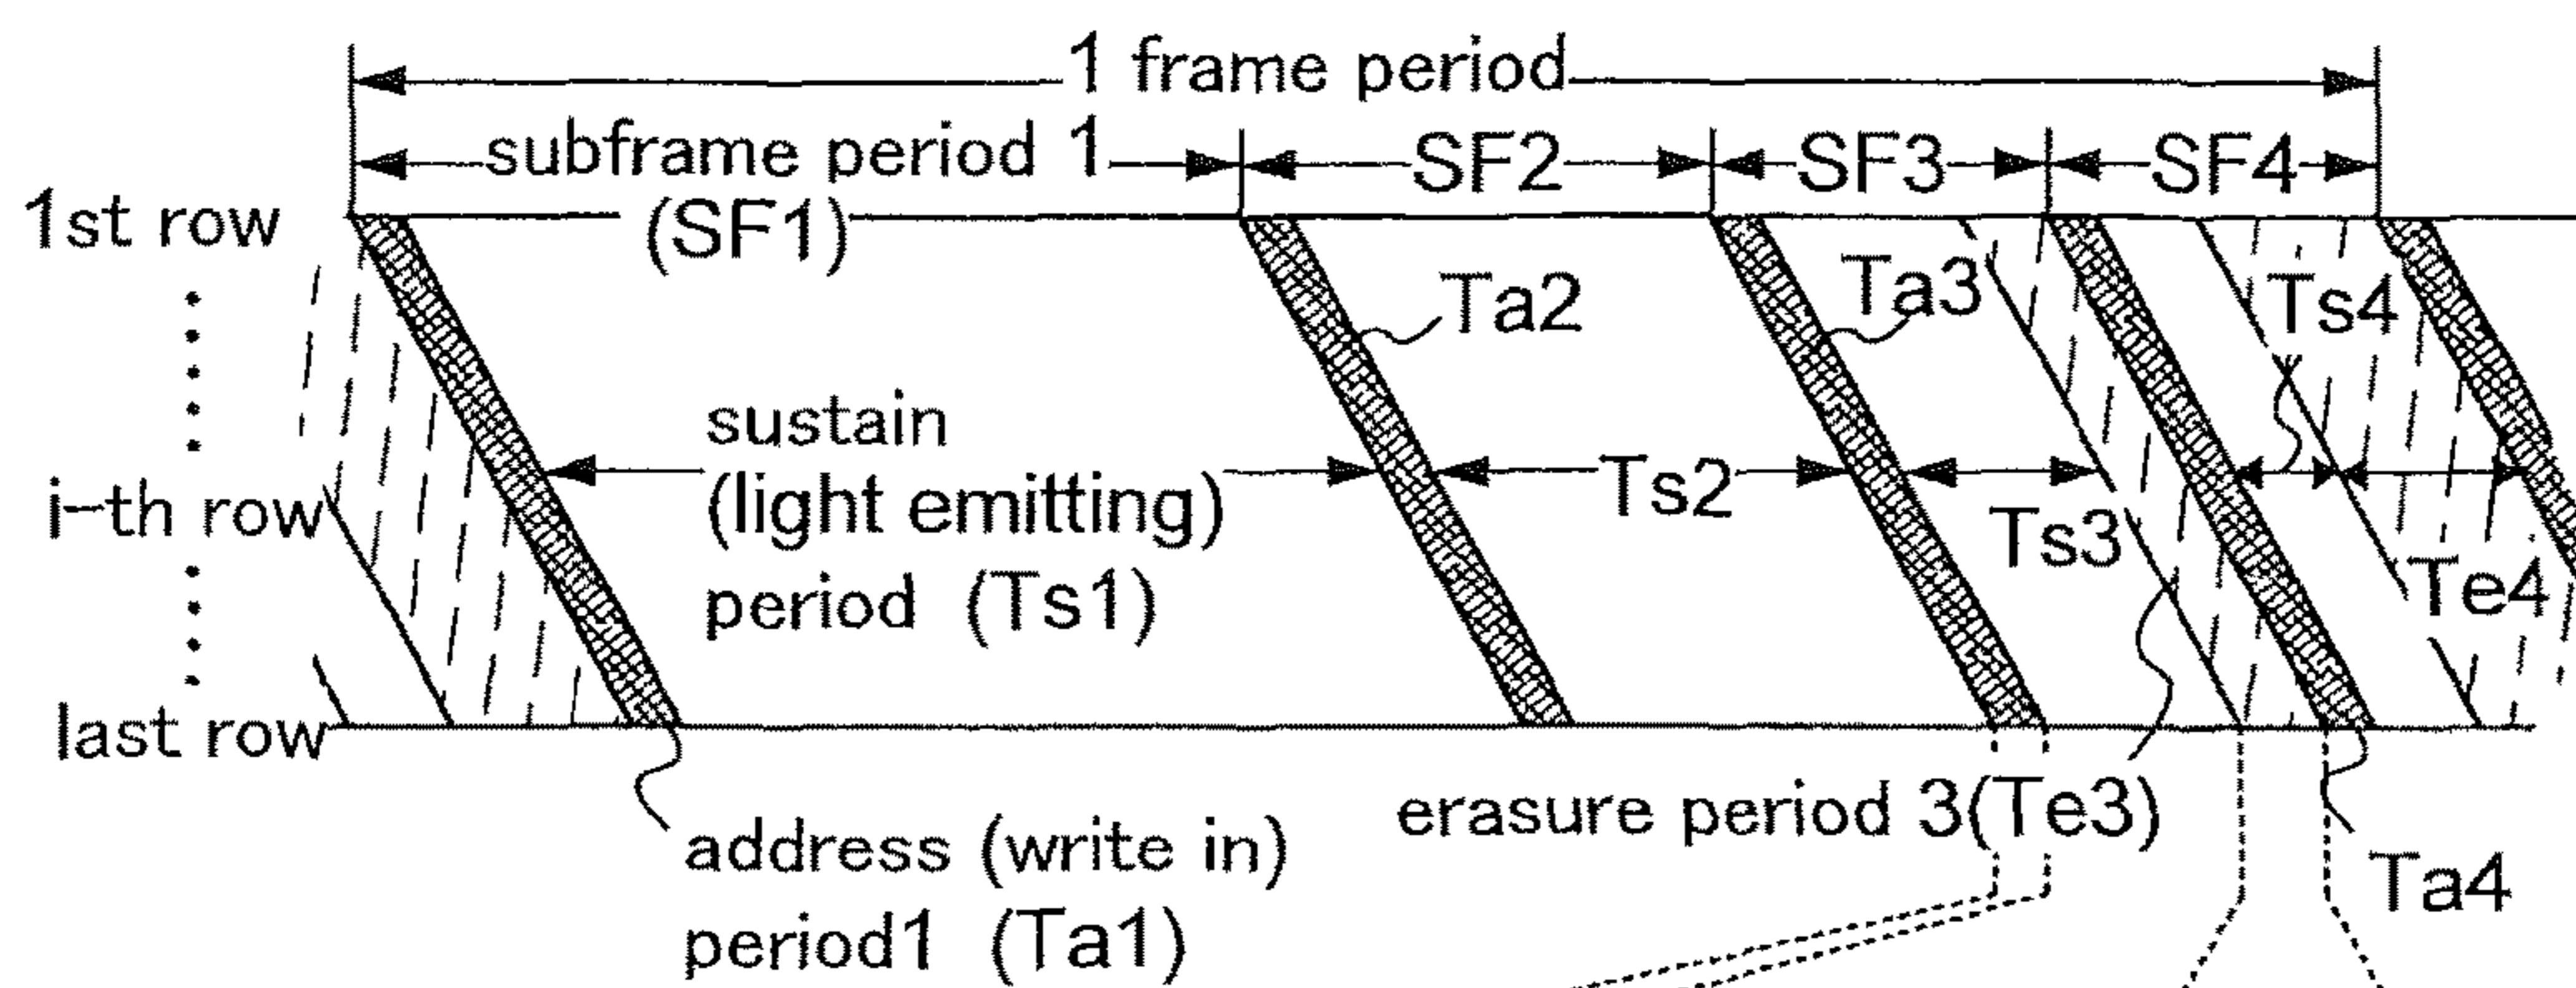 1 frame period
subframe period 1
(SF1)
SF2
SF3
SF4
1st row
Ta2
Ta3
Ts4
sustain
(light emitting)
period (Ts1)
i-th row
Ts2
Ts3
Te4
last row
erasure period 3(Te3)
address (write in)
period1 (Ta1)
Ta4